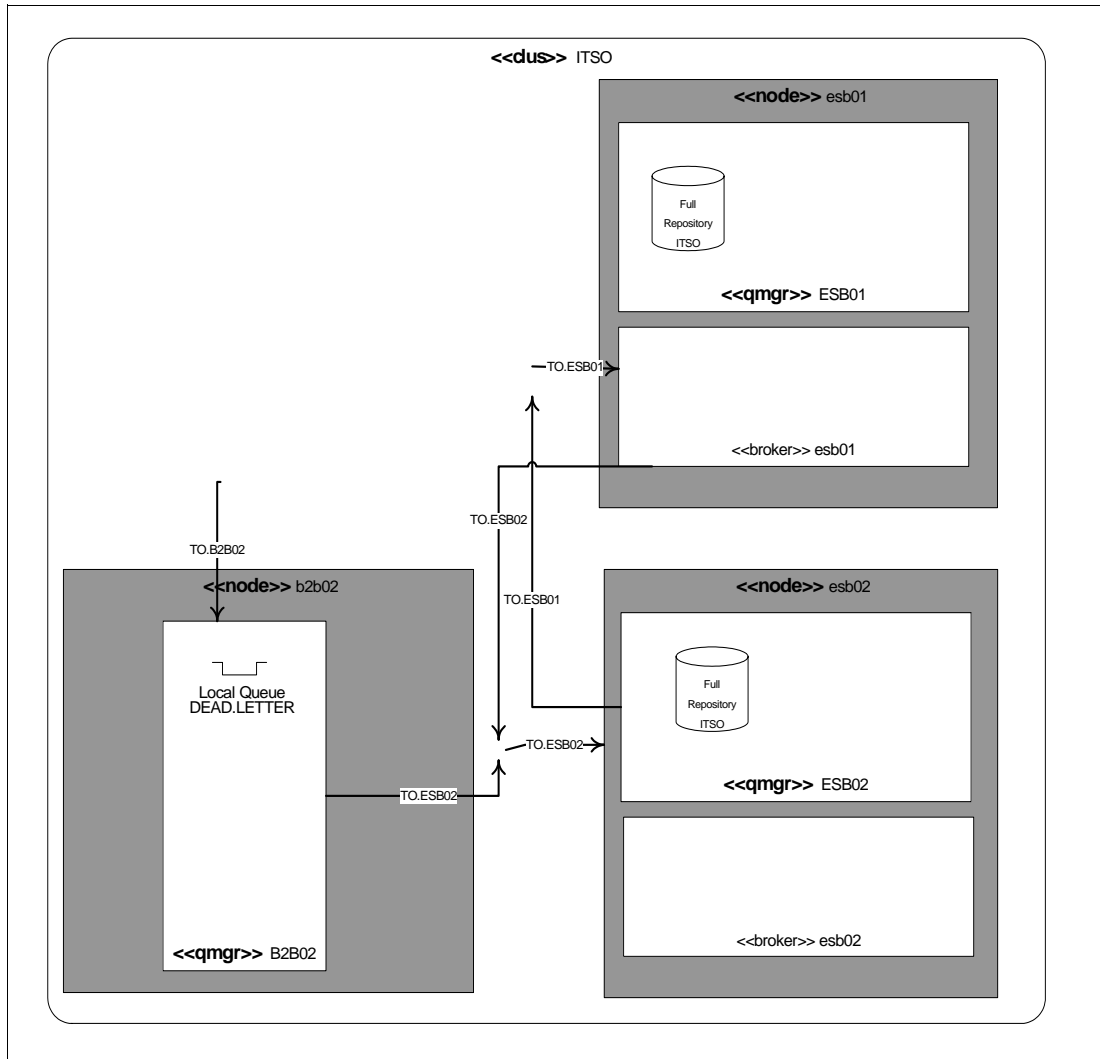 <<clus>> ITSO
<<node>> esb01
Full
Repository
ITSO
<<qmgr>> ESB01
TO.ESB01
<<broker>> esb01
TO.ESB02
TO.B2B02
<<node>> b2b02
<<node>> esb02
TO.ESB01
Full
Repository
ITSO
Local Queue
DEAD.LETTER
TO.ESB02
<<qmgr>> ESB02
TO.ESB02
<<broker>> esb02
<<qmgr>> B2B02